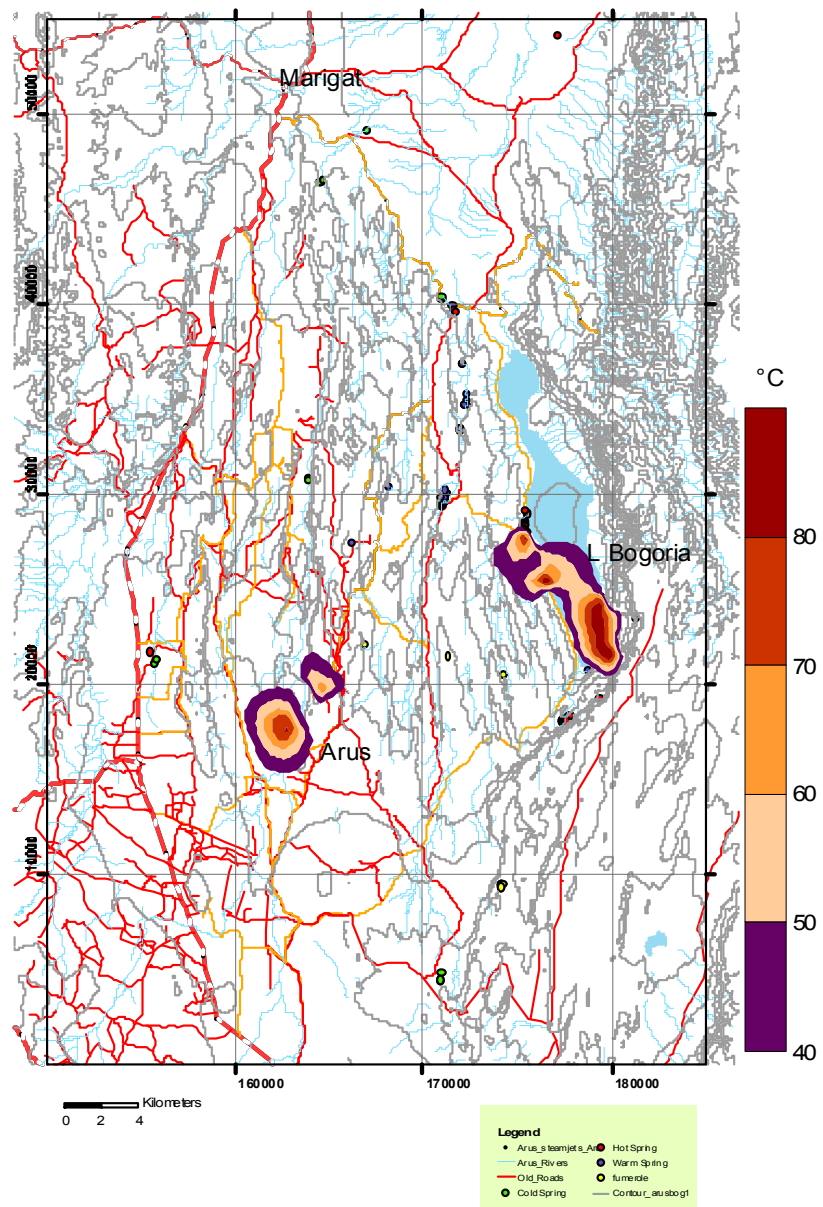 Marigat
50000
40000
°C
30000
L Bogoria
80
70
20000
Arus
60
10000
50
40
160000
170000
180000
Kilometers
0 2 4
Legend
Hot Spring
Arus_Rivers
Warm Spring
Old_Roads
fumerole
Cold Spring
Contour_arusbog1